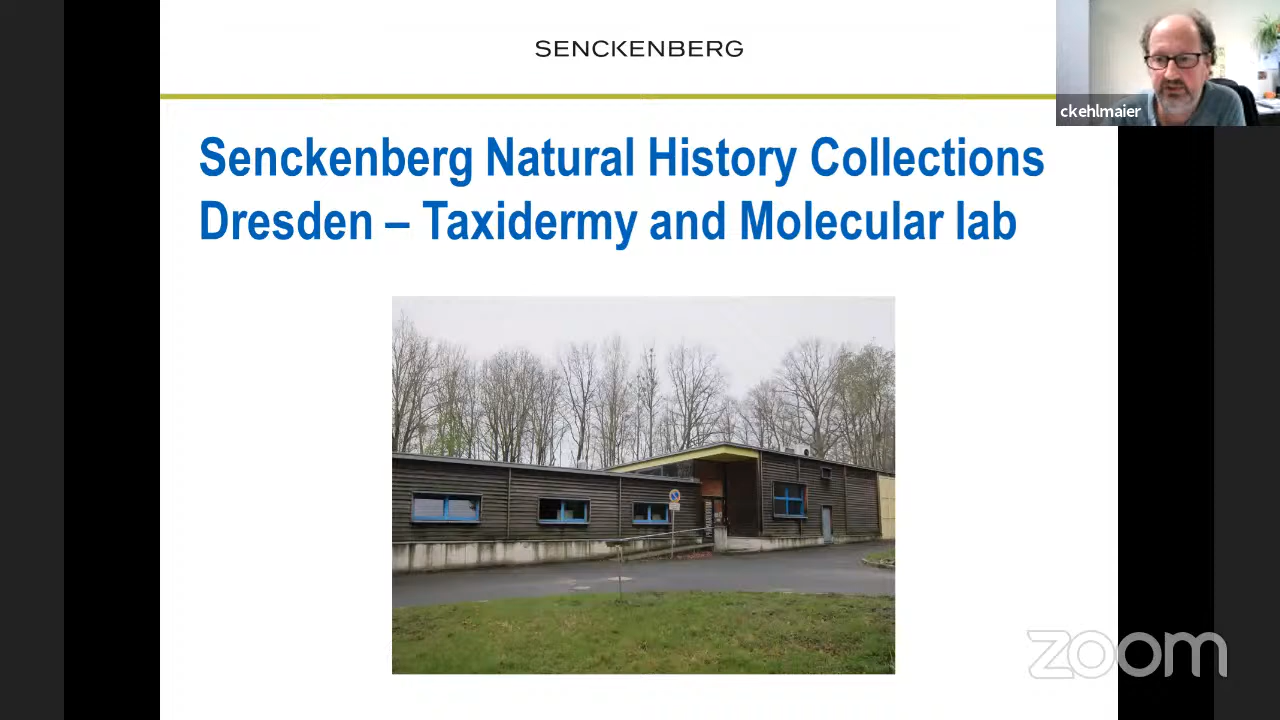 SENCKENBERG
ckehlmaier
Senckenberg Natural History Collections
Dresden – Taxidermy and Molecular lab
zoom